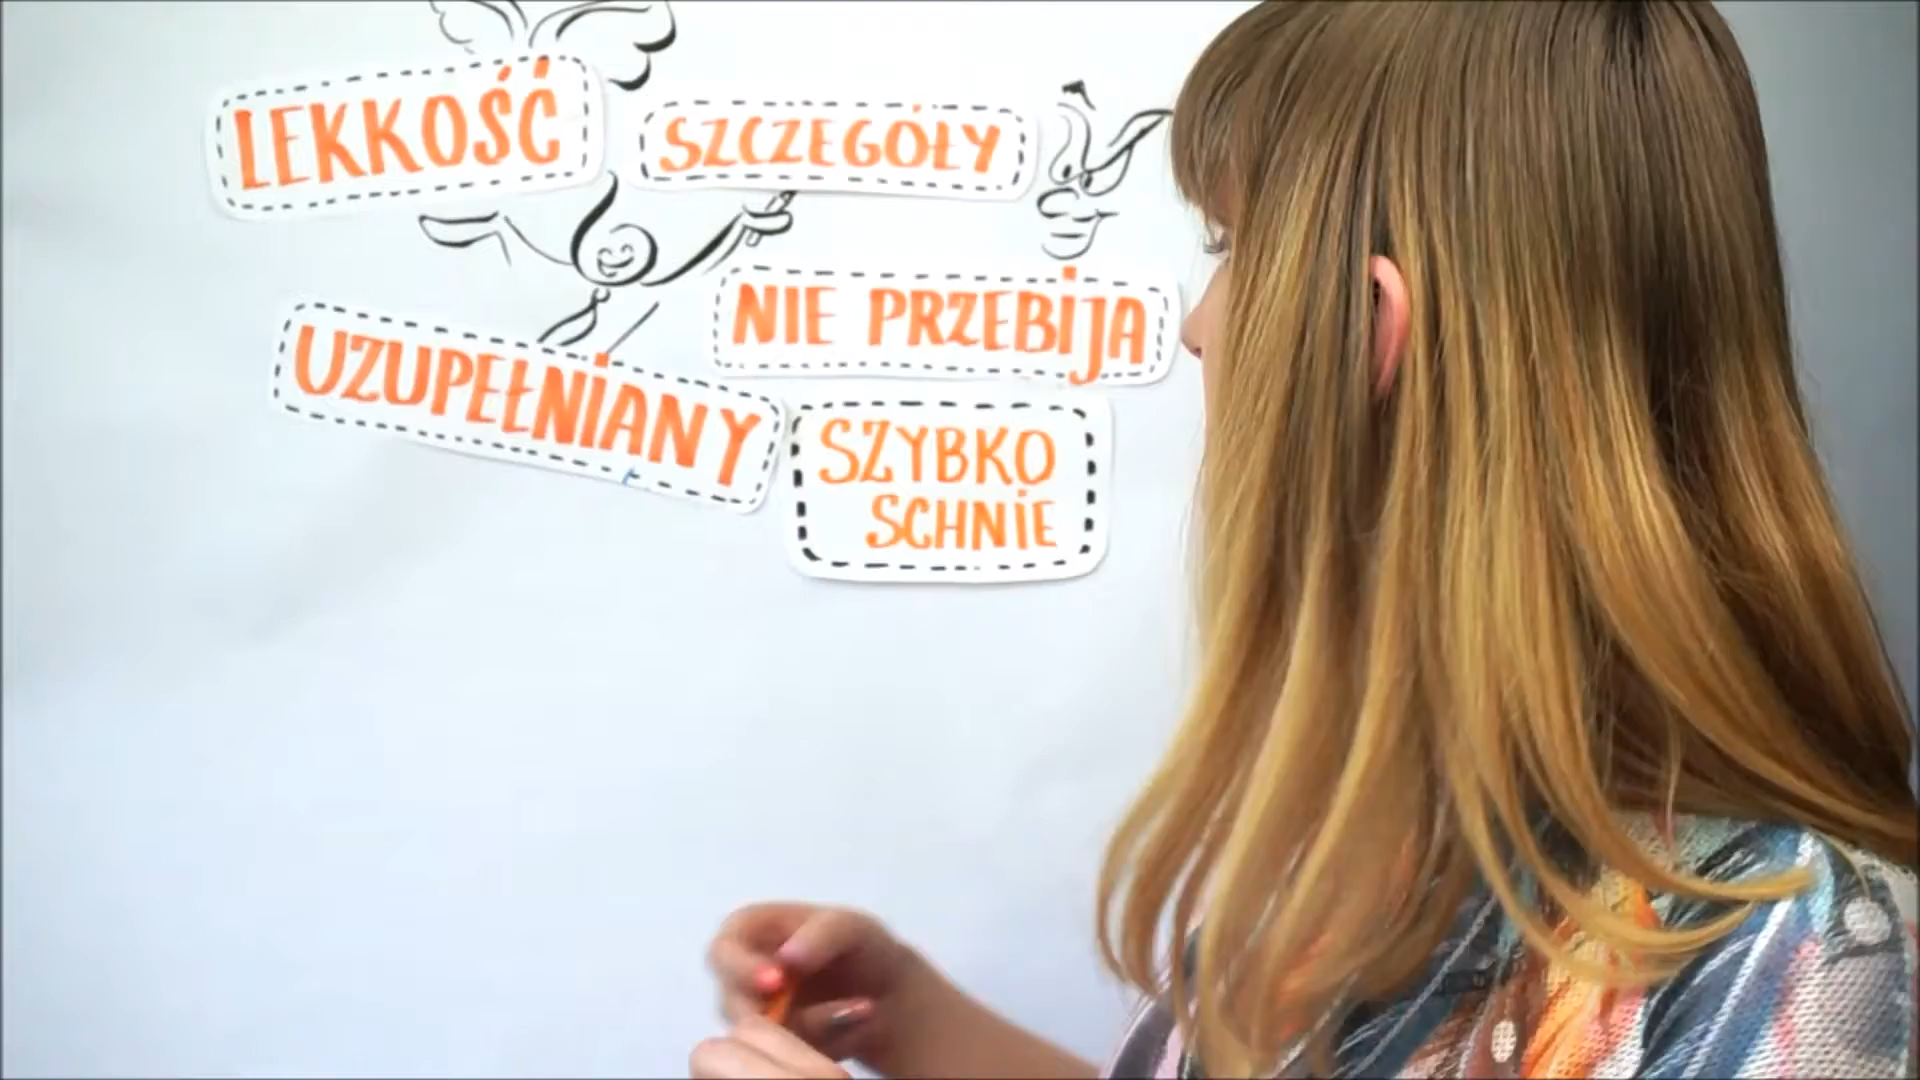 LEKKOŚĆ
SZCZEGÓŁY
NIE PRZEBIJA
UZUPEŁNIANY
SZYBKO
SCHNIE